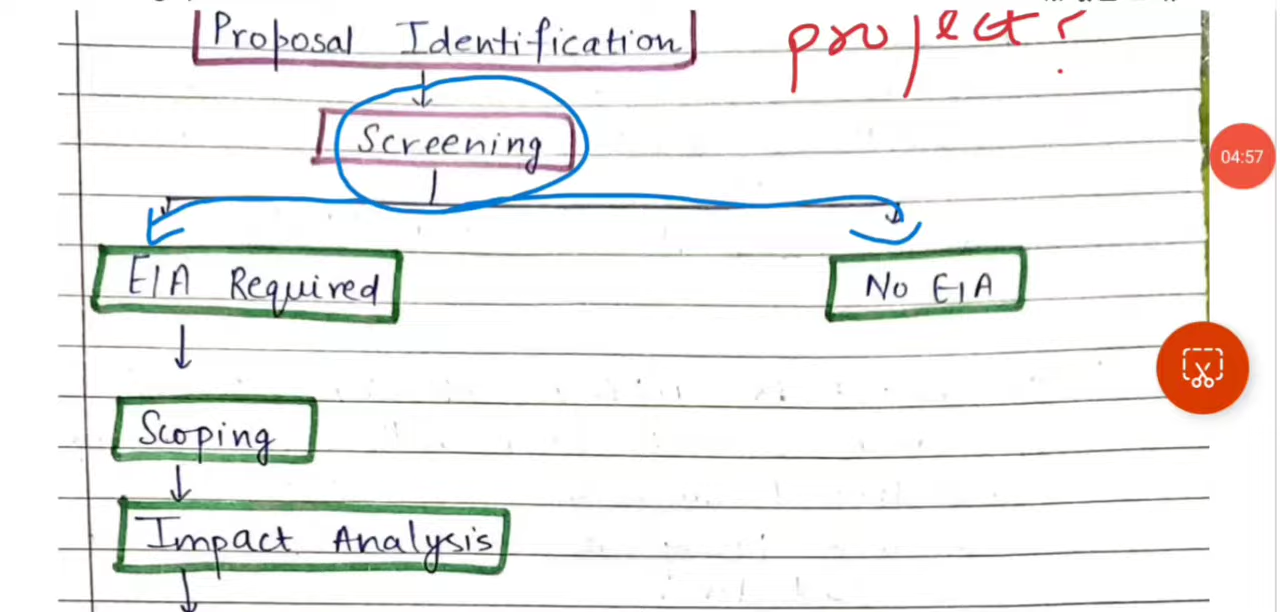 Proposal Identification
project?
Screening
04:57
EIA Required
No EIA
Scoping
Impact Analysis